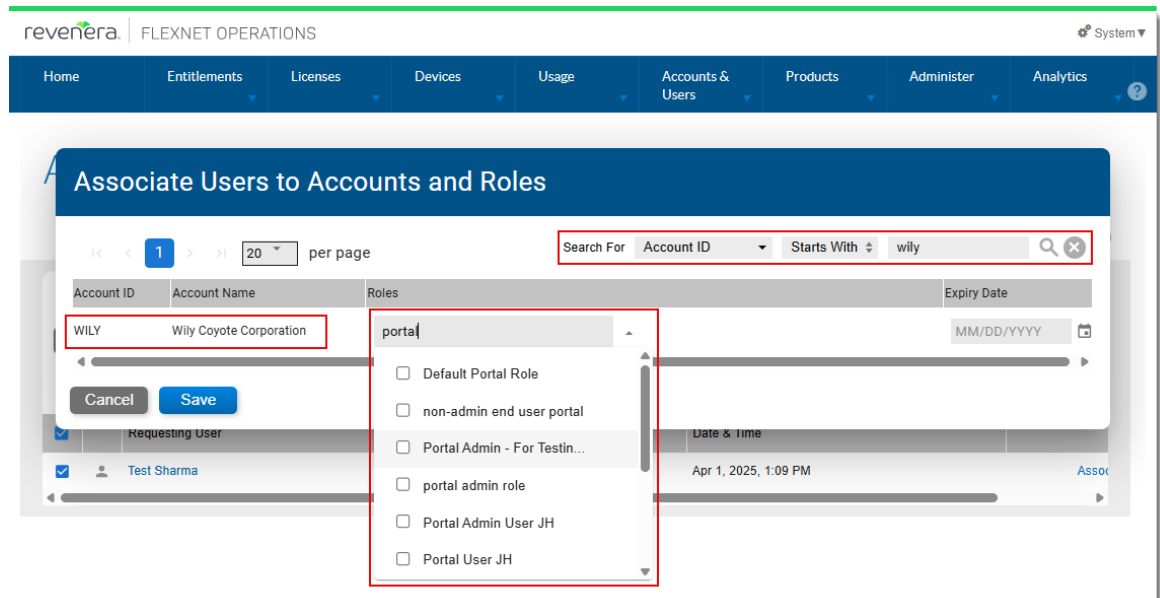 revenera. FLEXNET OPERATIONS System
Home Entitlements Licenses Devices Usage Accounts & Users Products Administer Analytics
Associate Users to Accounts and Roles
1 20 per page Search For Account ID Starts With wily
Account ID Account Name Roles Expiry Date
WILY Wily Coyote Corporation portal MM/DD/YYYY
Default Portal Role
Cancel Save
non-admin end user portal
Requesting User Date & Time
Portal Admin - For Testin...
Test Sharma Apr 1, 2025, 1:09 PM
portal admin role
Portal Admin User JH
Portal User JH